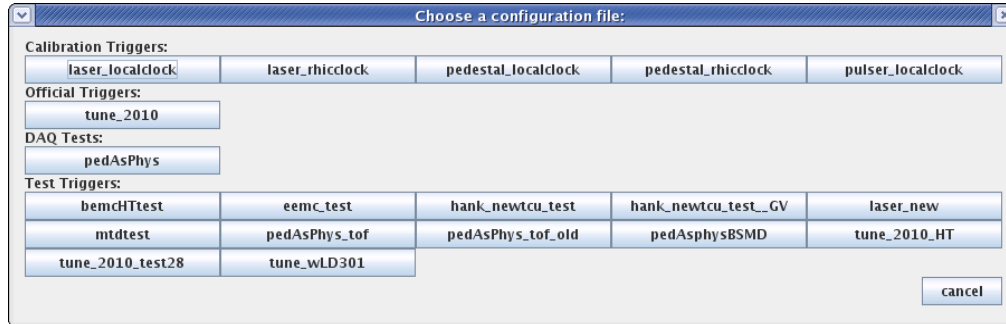 Choose a configuration file:
Calibration Triggers:
laser_localclock laser_rhicclock pedestal_localclock pedestal_rhicclock pulser_localclock
Official Triggers:
tune_2010
DAQ Tests:
pedAsPhys
Test Triggers:
bemcHTtest eemc_test hank_newtcu_test hank_newtcu_test__GV laser_new
mtdtest pedAsPhys_tof pedAsPhys_tof_old pedAsphysBSMD tune_2010_HT
tune_2010_test28 tune_wLD301
cancel